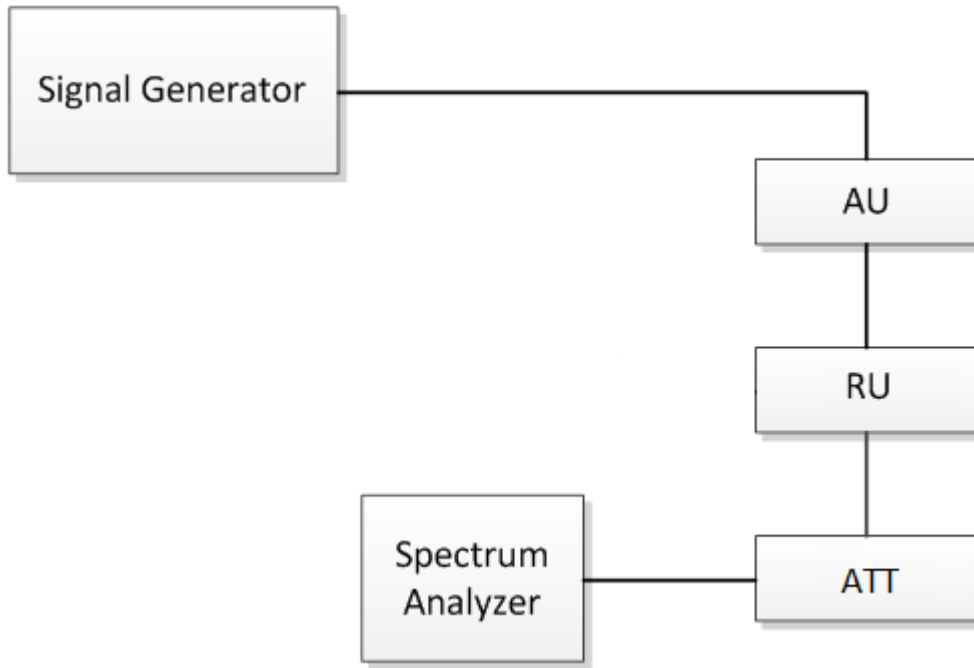 Signal Generator
AU
RU
ATT
Spectrum
Analyzer